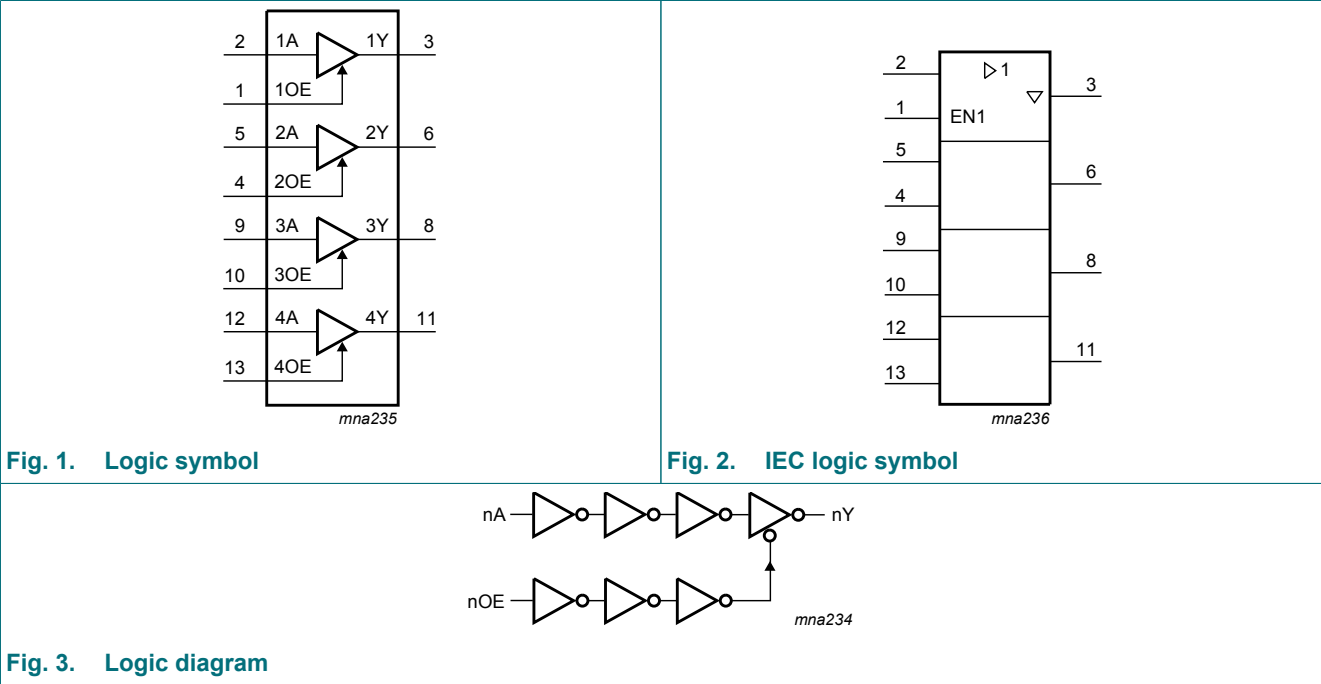 2 1A 1Y 3
1 1OE
5 2A 2Y 6
4 2OE
9 3A 3Y 8
10 3OE
12 4A 4Y 11
13 4OE
mna235
Fig. 1. Logic symbol
2 1 3
1 EN1
5 6
4
9 8
10
12 11
13
mna236
Fig. 2. IEC logic symbol
nA nY
nOE
mna234
Fig. 3. Logic diagram